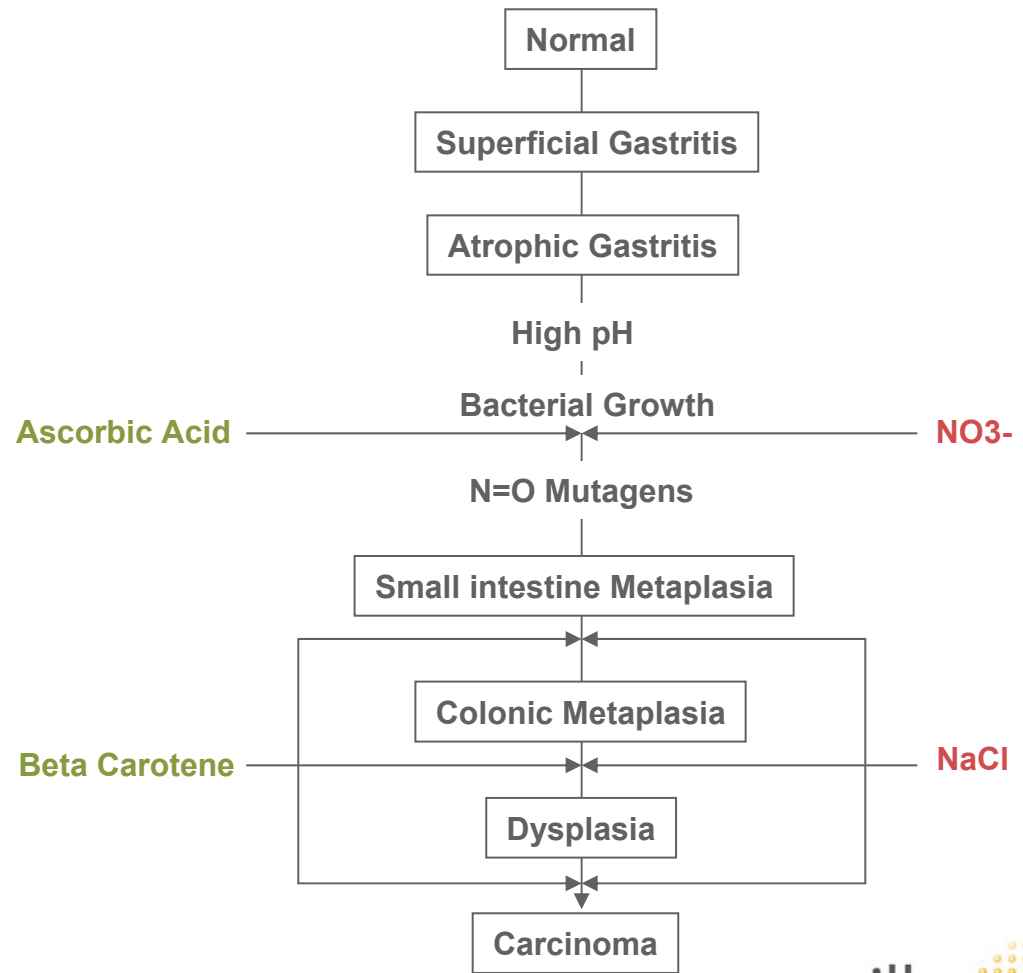 Normal
Superficial Gastritis
Atrophic Gastritis
High pH
Bacterial Growth
Ascorbic Acid
NO3-
N=O Mutagens
Small intestine Metaplasia
Colonic Metaplasia
Beta Carotene
NaCl
Dysplasia
Carcinoma